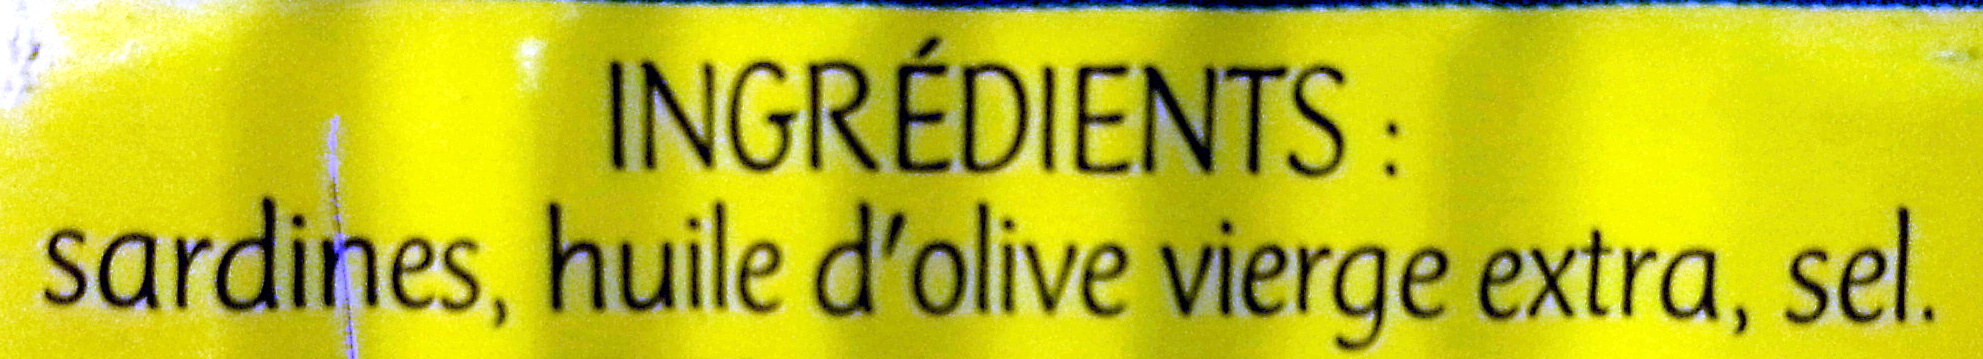 INGRÉDIENTS :
sardines, huile d'olive vierge extra, sel.